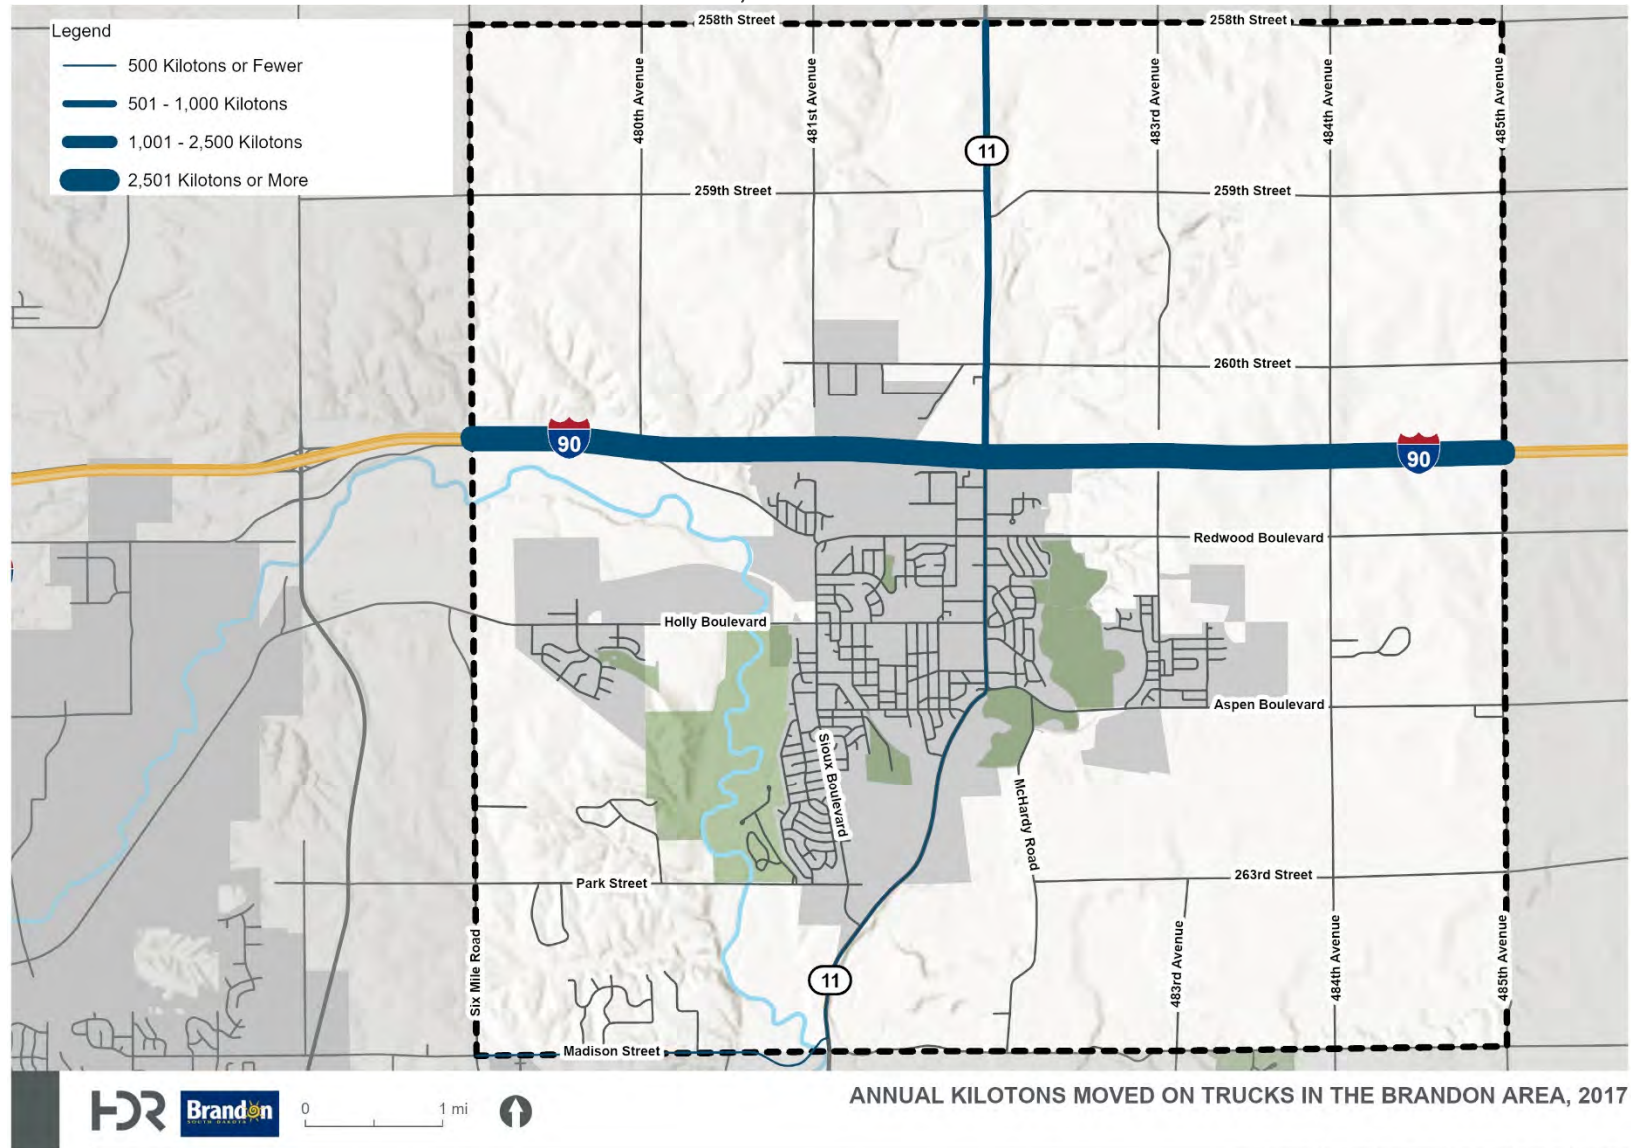 258th Street
258th Street
Legend
500 Kilotons or Fewer
501 - 1,000 Kilotons
1,001 - 2,500 Kilotons
2,501 Kilotons or More
480th Avenue
481st Avenue
483rd Avenue
484th Avenue
485th Avenue
11
259th Street
259th Street
260th Street
90
90
Redwood Boulevard
Holly Boulevard
Aspen Boulevard
Sioux Boulevard
McHardy Road
Park Street
263rd Street
Six Mile Road
11
483rd Avenue
484th Avenue
485th Avenue
Madison Street
HDR
Brandon
SOUTH DAKOTA
0 1 mi
ANNUAL KILOTONS MOVED ON TRUCKS IN THE BRANDON AREA, 2017